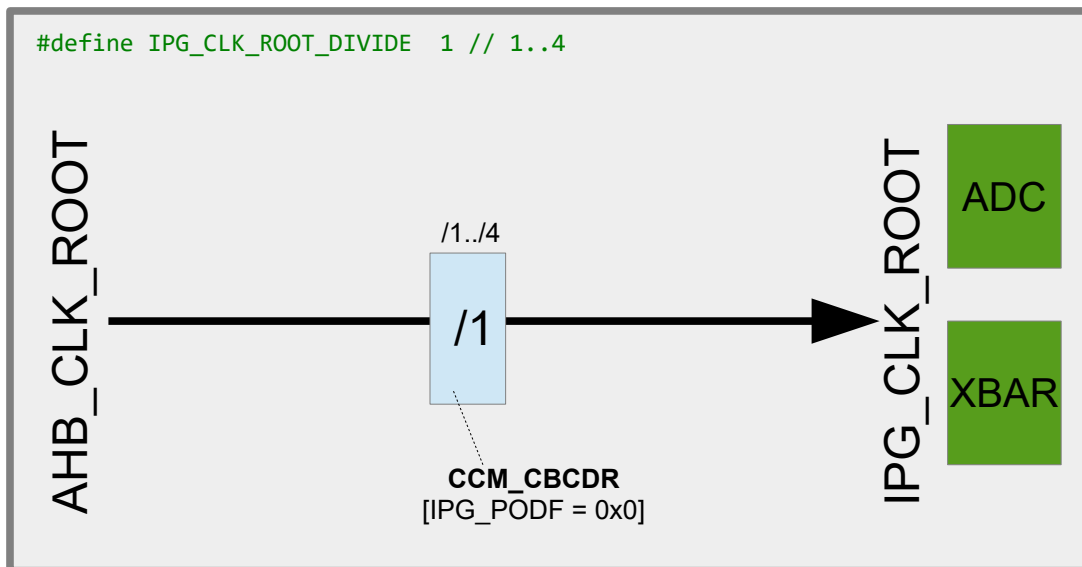 #define IPG_CLK_ROOT_DIVIDE  1 // 1..4
AHB_CLK_ROOT
/1../4
/1
CCM_CBCDR
[IPG_PODF = 0x0]
IPG_CLK_ROOT
ADC
XBAR